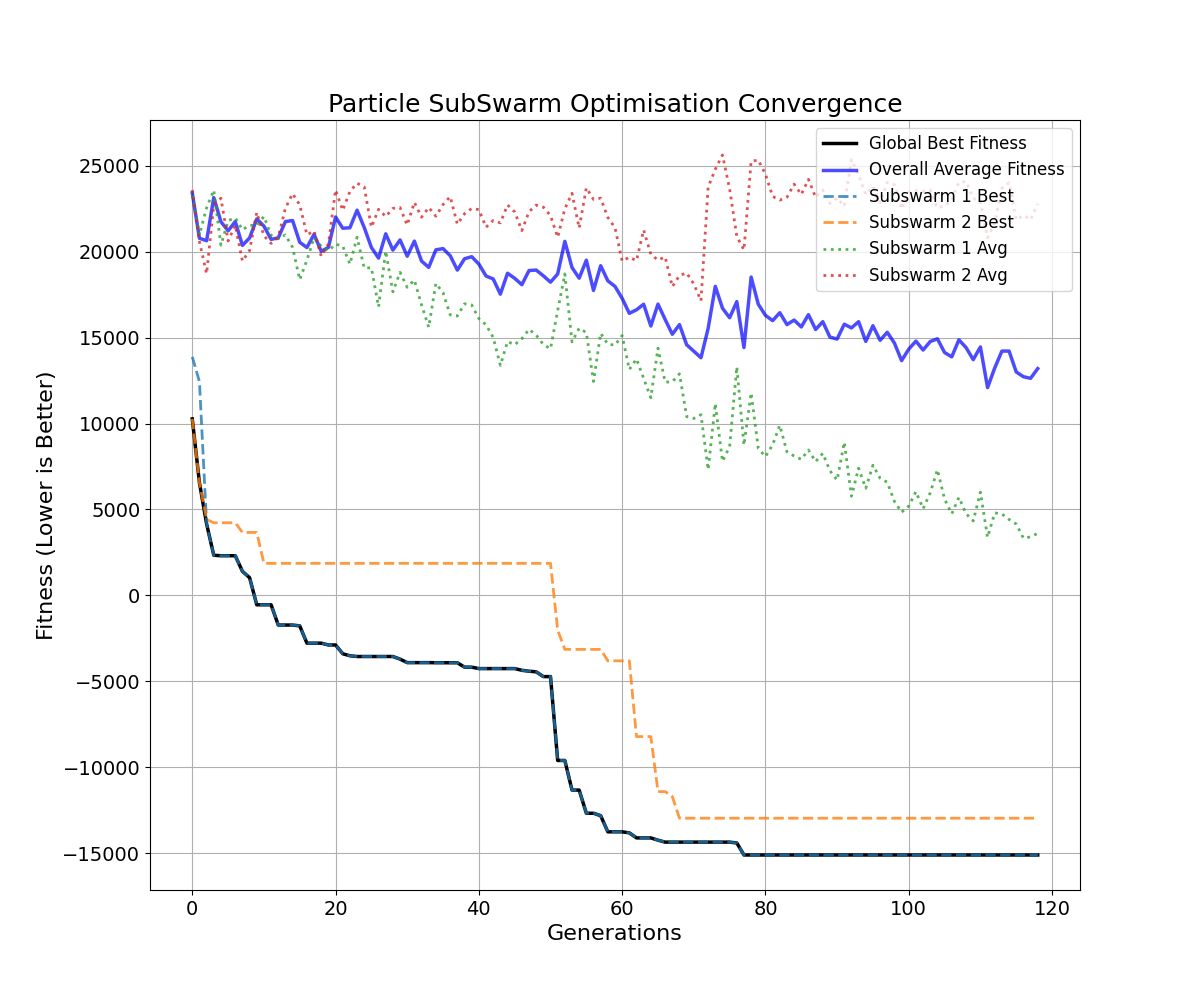 Particle SubSwarm Optimisation Convergence
Global Best Fitness
Overall Average Fitness
Subswarm 1 Best
Subswarm 2 Best
Subswarm 1 Avg
Subswarm 2 Avg
Fitness (Lower is Better)
25000
20000
15000
10000
5000
0
−5000
−10000
−15000
0 20 40 60 80 100 120
Generations